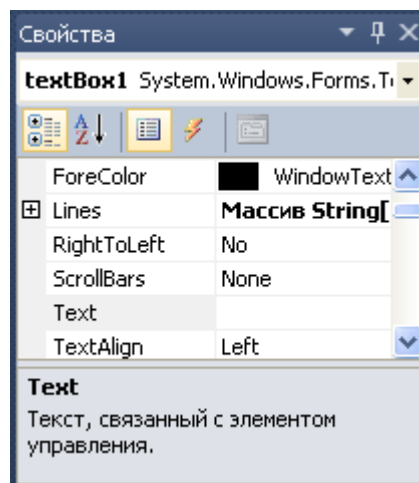 Свойства
textBox1 System.Windows.Forms.
ForeColor WindowText
Lines Массив String[
RightToLeft No
ScrollBars None
Text
TextAlign Left
Text
Текст, связанный с элементом
управления.